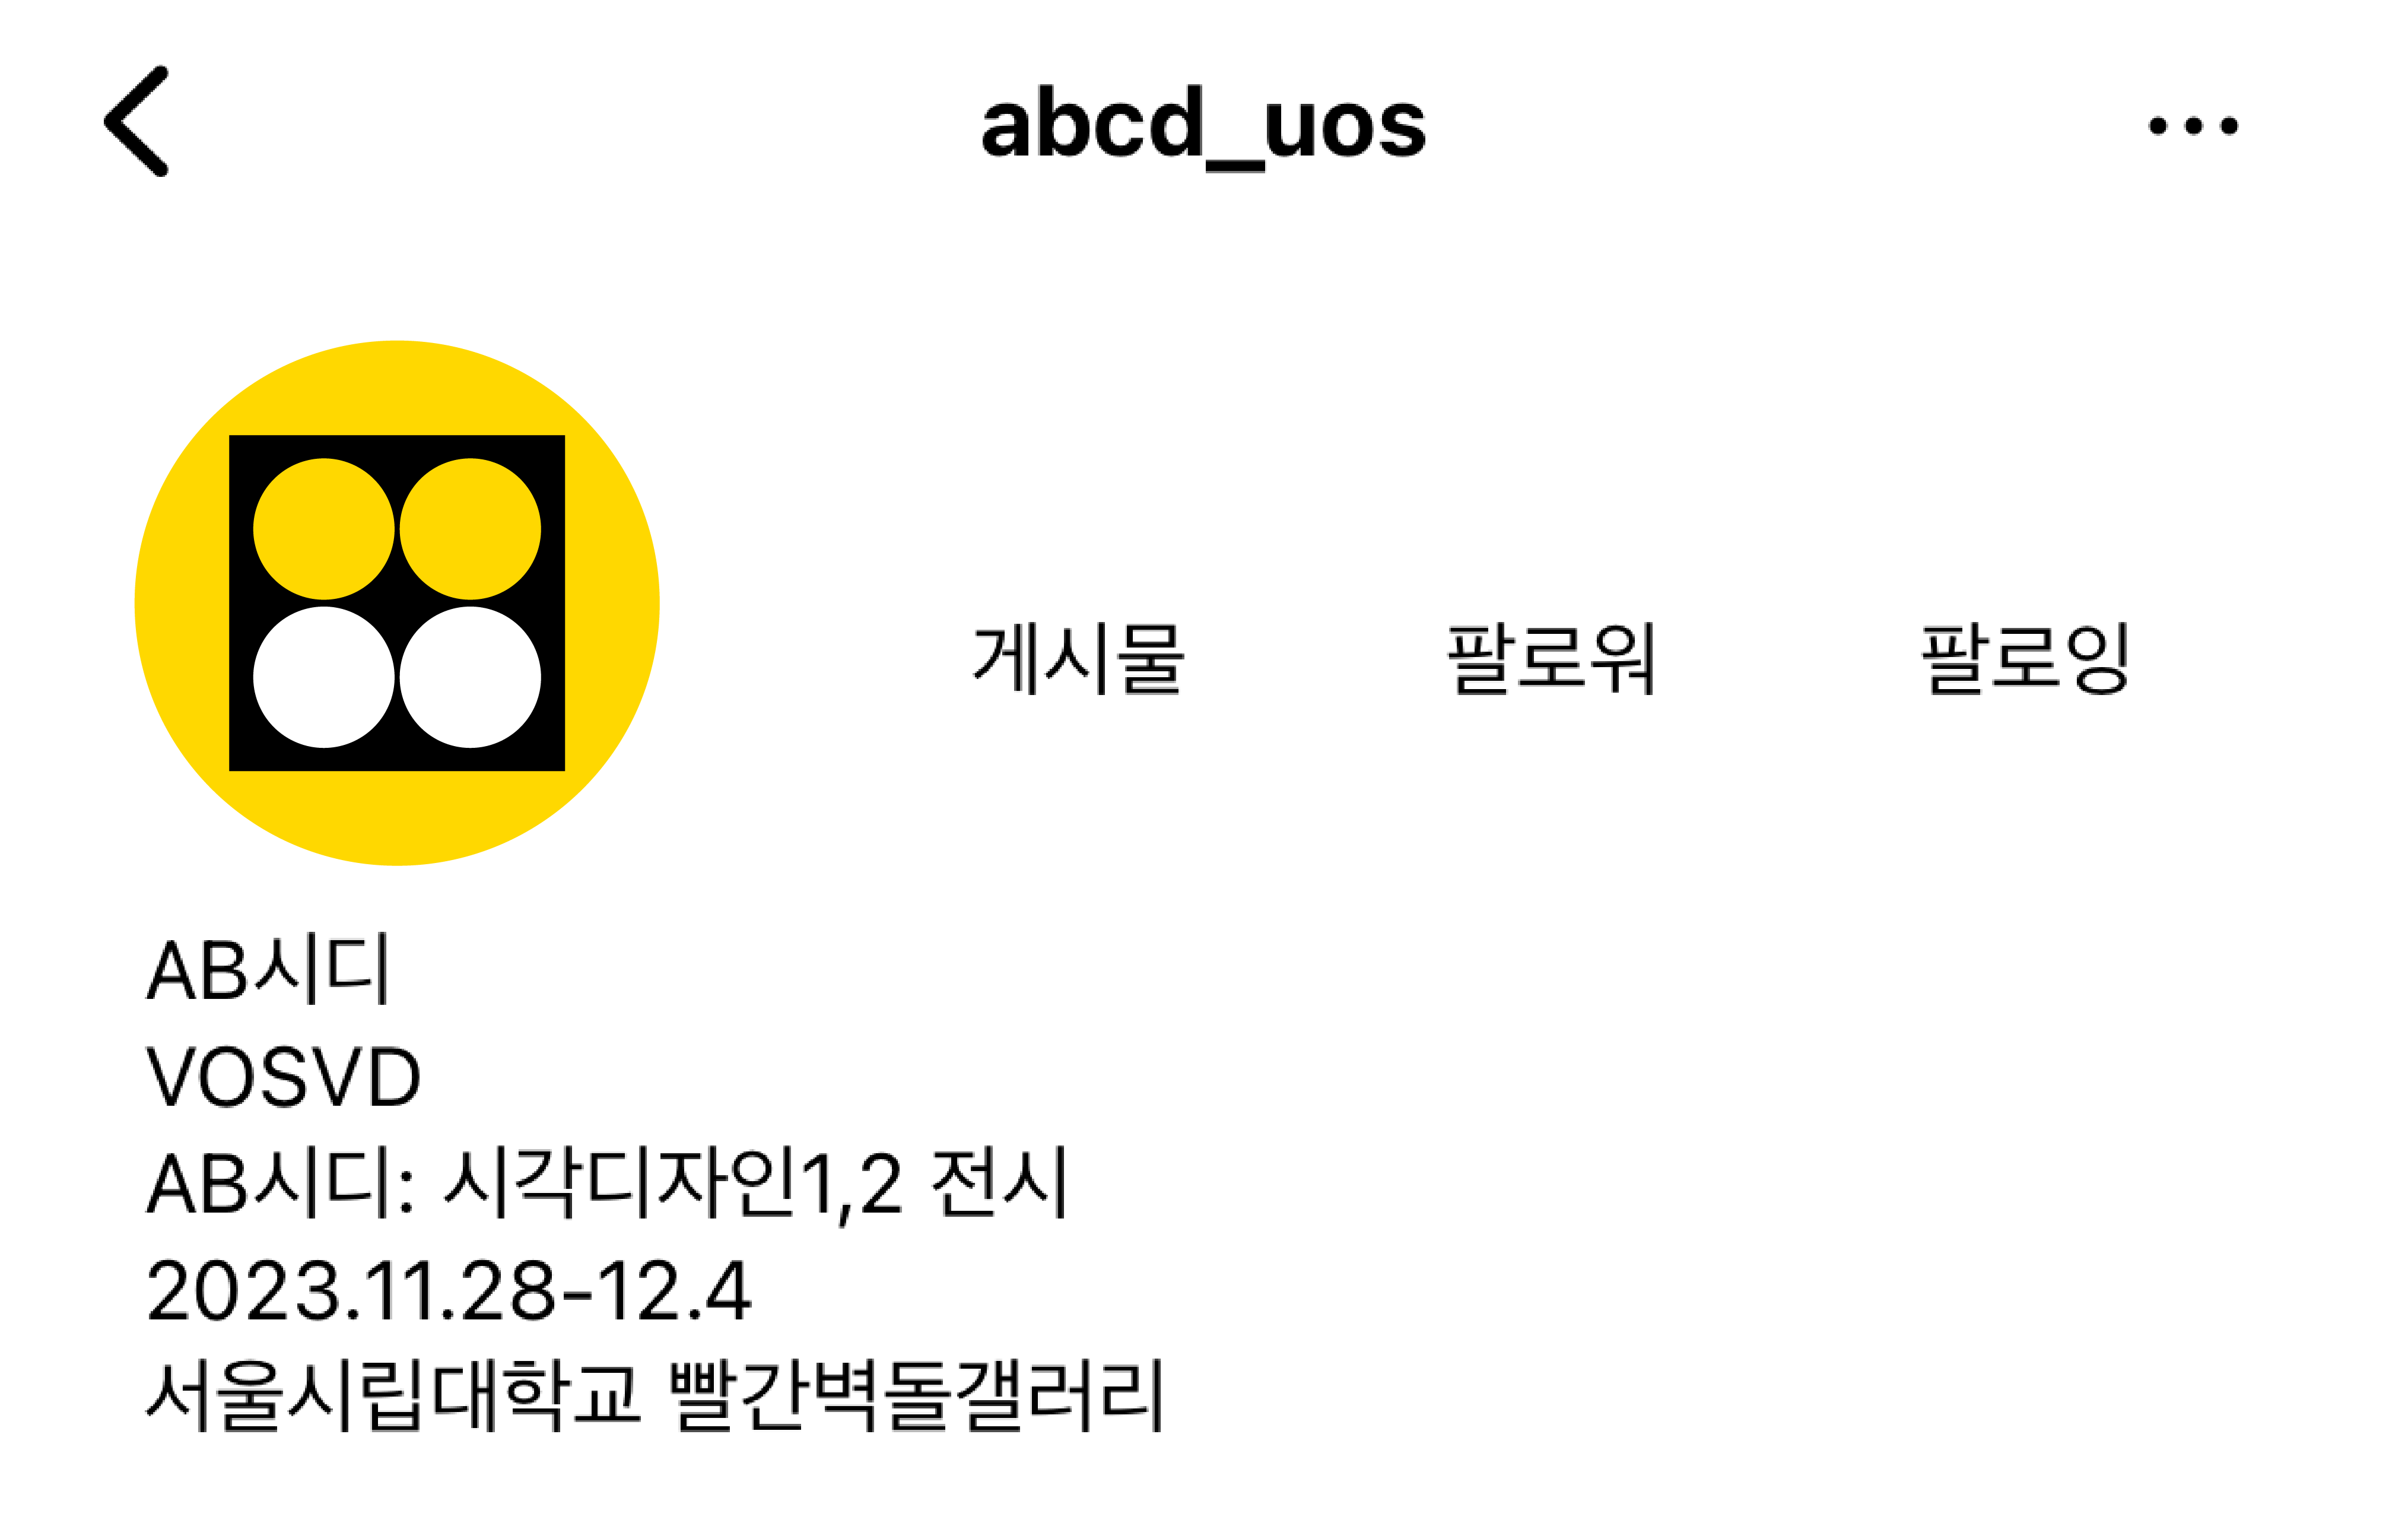 abcd_uos
게시물 팔로워 팔로잉
AB시디
VOSVD
AB시디: 시각디자인1,2 전시
2023.11.28-12.4
서울시립대학교 빨간벽돌갤러리